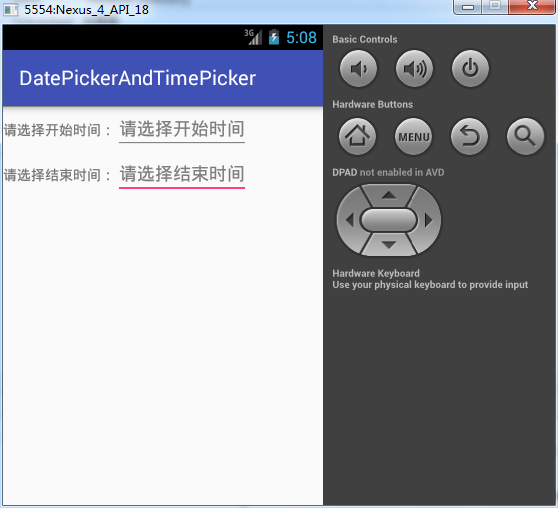 5554:Nexus_4_API_18
3G 5:08
DatePickerAndTimePicker
请选择开始时间： 请选择开始时间
请选择结束时间： 请选择结束时间
Basic Controls
Hardware Buttons
MENU
DPAD not enabled in AVD
Hardware Keyboard
Use your physical keyboard to provide input